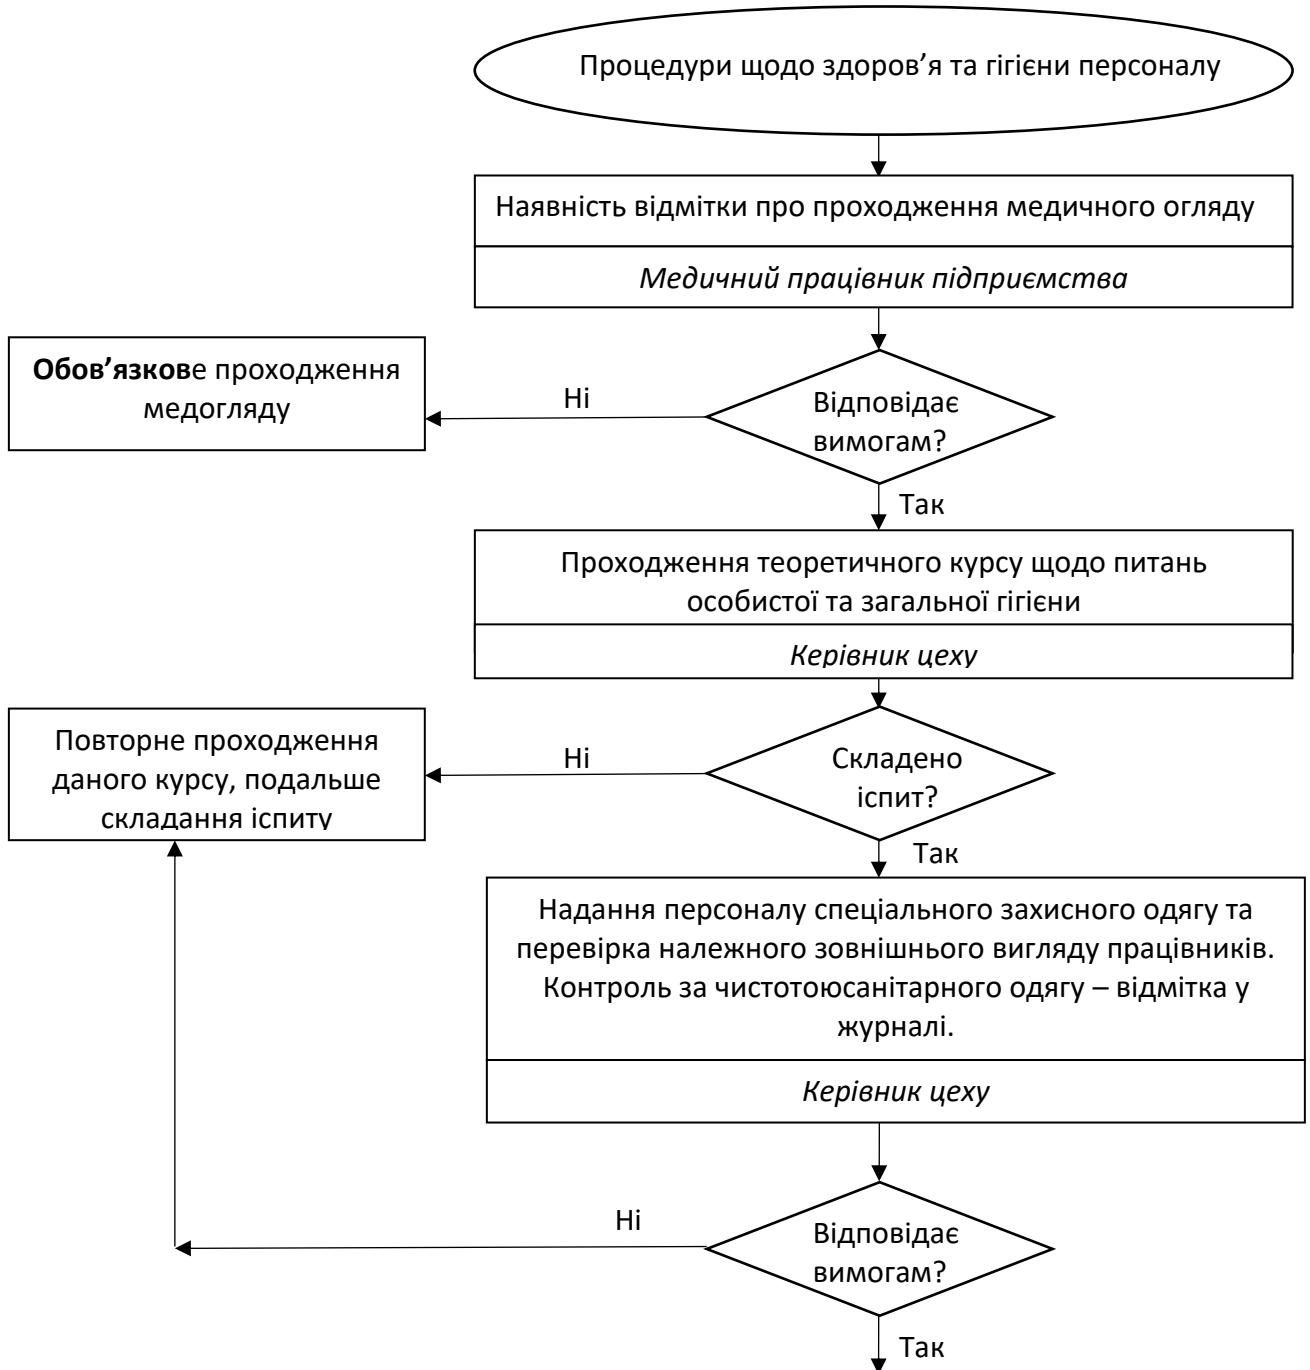 Процедури щодо здоров’я та гігієни персоналу
Наявність відмітки про проходження медичного огляду
Медичний працівник підприємства
Обов’язкове проходження
медогляду
Ні
Відповідає
вимогам?
Так
Проходження теоретичного курсу щодо питань
особистої та загальної гігієни
Керівник цеху
Повторне проходження
даного курсу, подальше
складання іспиту
Ні
Складено
іспит?
Так
Надання персоналу спеціального захисного одягу та
перевірка належного зовнішнього вигляду працівників.
Контроль за чистотоюсанітарного одягу – відмітка у
журналі.
Керівник цеху
Ні
Відповідає
вимогам?
Так